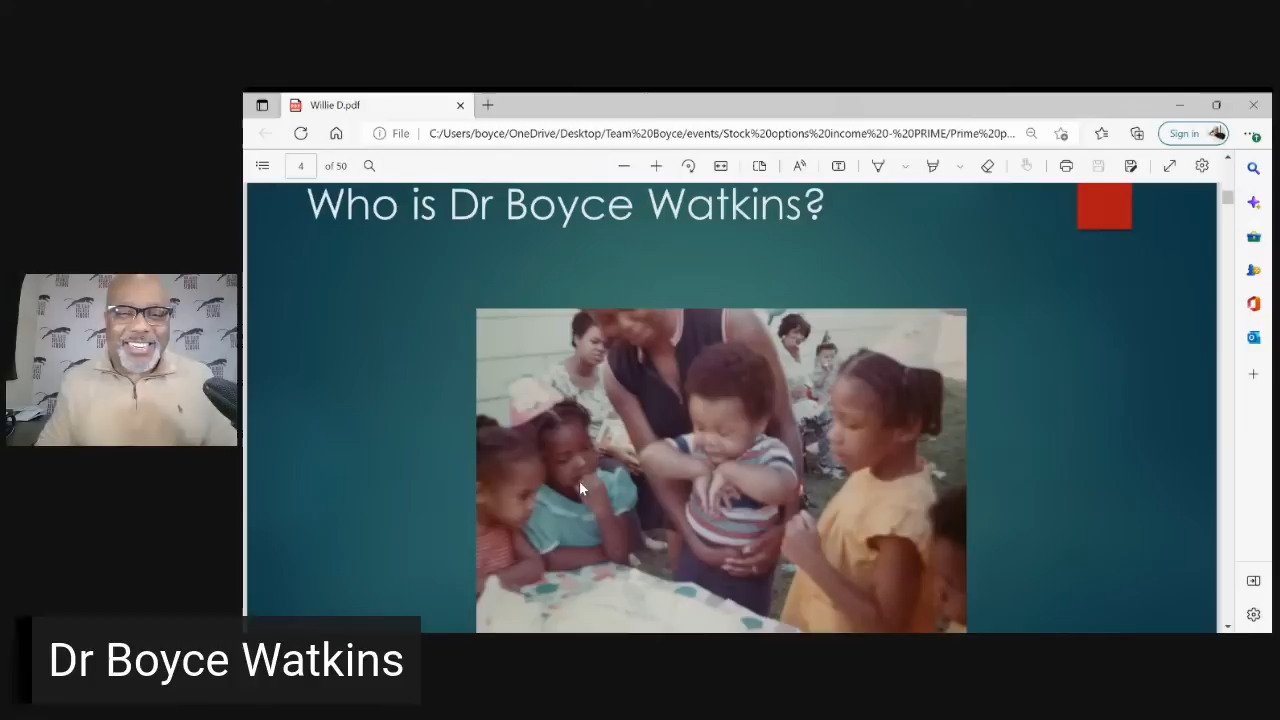 Willie D.pdf
File
C:/Users/boyce/OneDrive/Desktop/Team%20Boyce/events/Stock%20options%20income%20-%20PRIME/Prime%20p...
Sign in
4
of 50
Who is Dr Boyce Watkins?
Dr Boyce Watkins